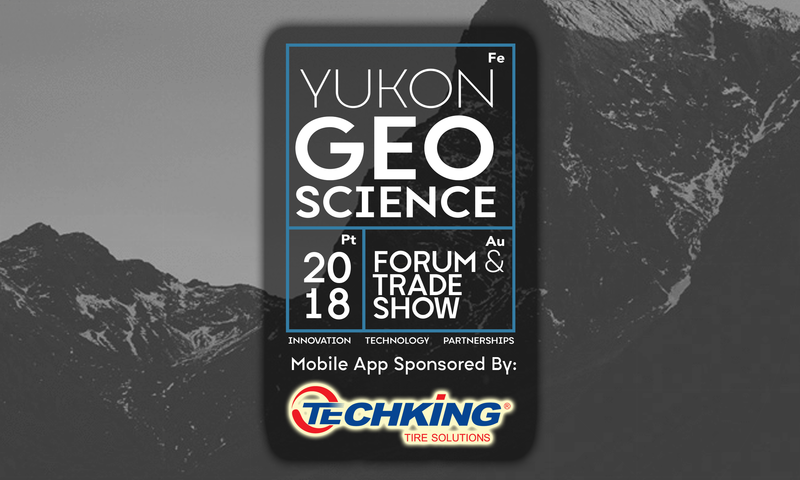 Fe
YUKON
GEO
SCIENCE
Pt
20
18
Au
FORUM &
TRADE
SHOW
INNOVATION TECHNOLOGY PARTNERSHIPS
Mobile App Sponsored By:
TECHKING®
TIRE SOLUTIONS